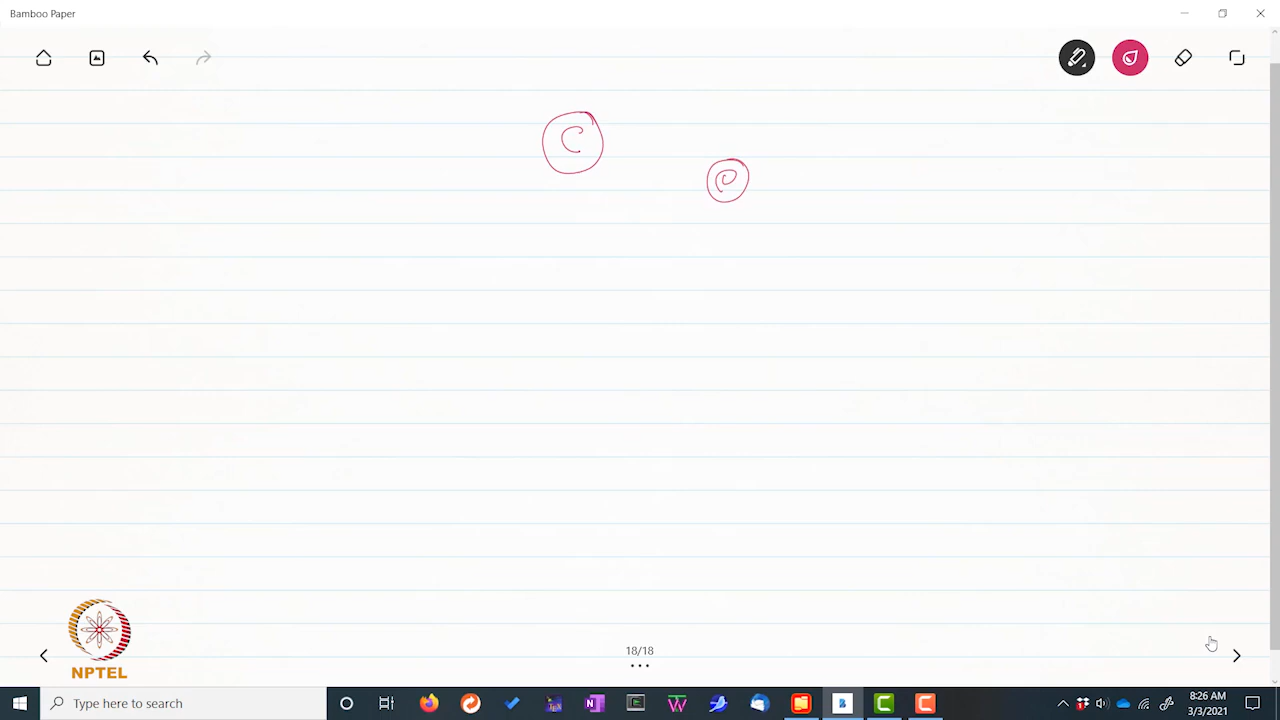 Bamboo Paper
C
P
18/18
NPTEL
Type here to search
8:26 AM
3/3/2021